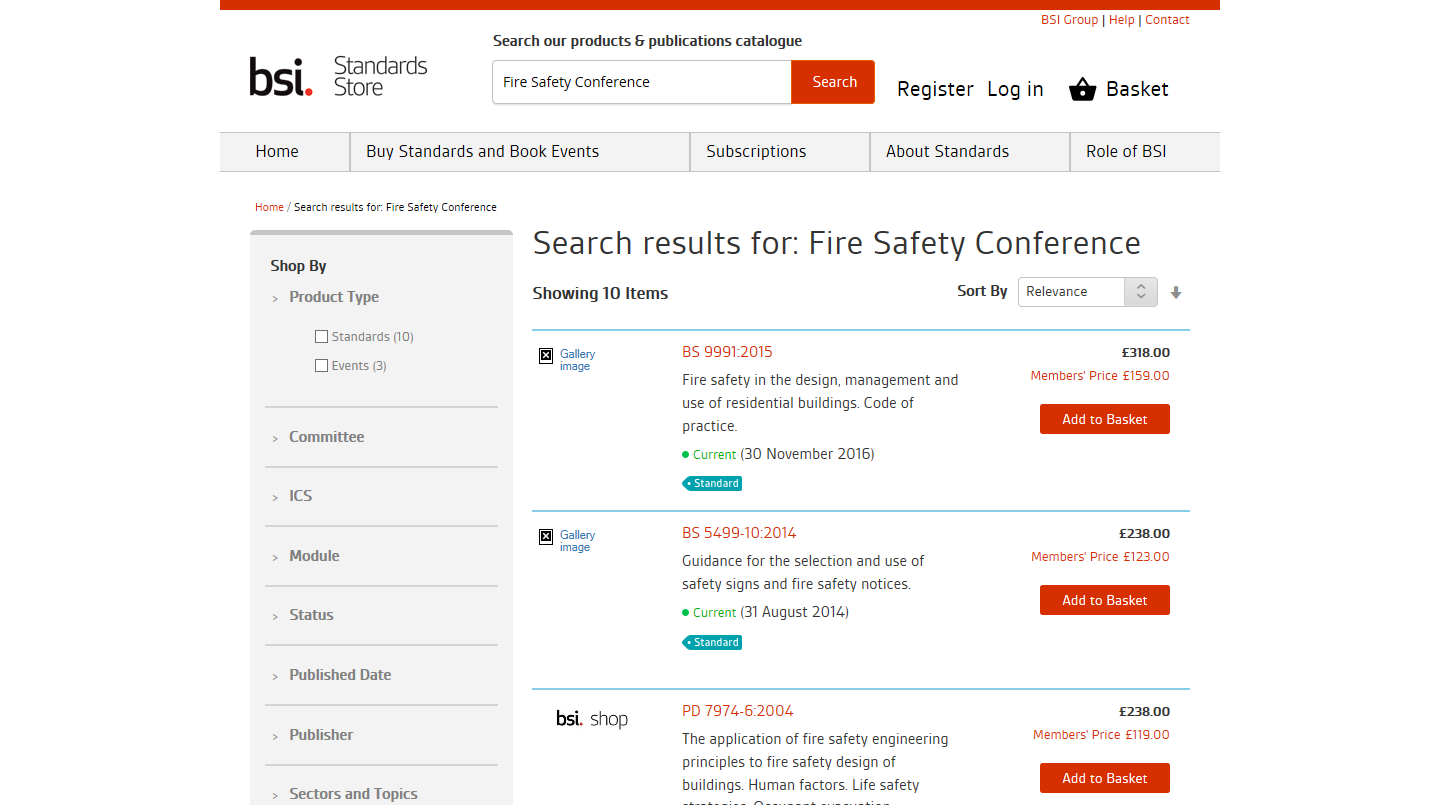 BSI Group | Help | Contact
Search our products & publications catalogue
bsi. Standards Store
Fire Safety Conference
Search
Register
Log in
Basket
Home
Buy Standards and Book Events
Subscriptions
About Standards
Role of BSI
Home / Search results for: Fire Safety Conference
Shop By
> Product Type
Standards (10)
Events (3)
> Committee
> ICS
> Module
> Status
> Published Date
> Publisher
> Sectors and Topics
Search results for: Fire Safety Conference
Showing 10 Items
Sort By
Relevance
Gallery
image
BS 9991:2015
Fire safety in the design, management and
use of residential buildings. Code of
practice.
Current (30 November 2016)
Standard
£318.00
Members' Price £159.00
Add to Basket
Gallery
image
BS 5499-10:2014
Guidance for the selection and use of
safety signs and fire safety notices.
Current (31 August 2014)
Standard
£238.00
Members' Price £123.00
Add to Basket
bsi. shop
PD 7974-6:2004
The application of fire safety engineering
principles to fire safety design of
buildings. Human factors. Life safety
strategies. Occupant evacuation
£238.00
Members' Price £119.00
Add to Basket